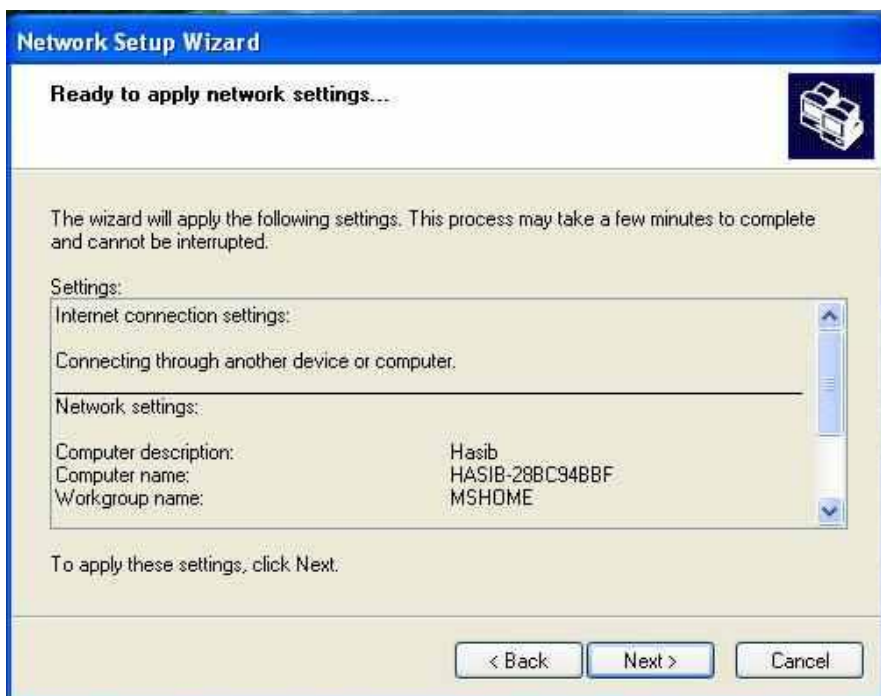 Network Setup Wizard
Ready to apply network settings...
The wizard will apply the following settings. This process may take a few minutes to complete
and cannot be interrupted.
Settings:
Internet connection settings:
Connecting through another device or computer.
Network settings:
Computer description: Hasib
Computer name: HASIB-28BC94BBF
Workgroup name: MSHOME
To apply these settings, click Next.
< Back Next > Cancel